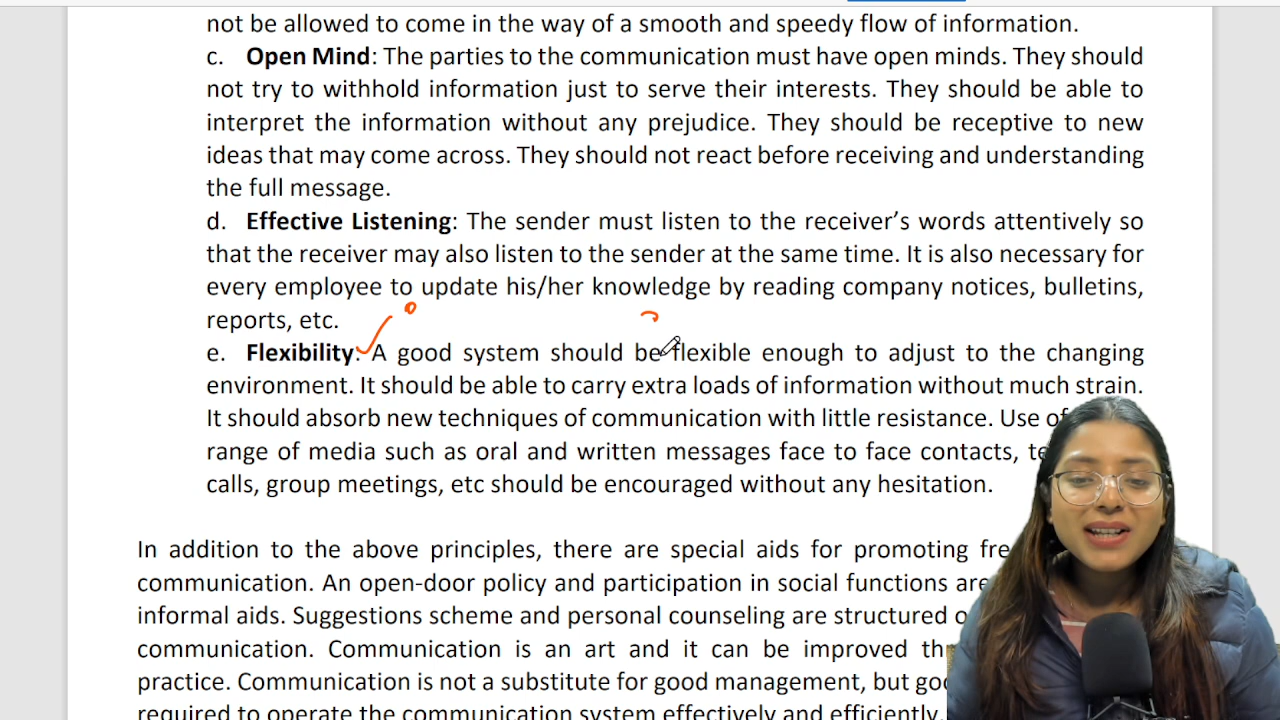 not be allowed to come in the way of a smooth and speedy flow of information.
c. Open Mind: The parties to the communication must have open minds. They should
not try to withhold information just to serve their interests. They should be able to
interpret the information without any prejudice. They should be receptive to new
ideas that may come across. They should not react before receiving and understanding
the full message.
d. Effective Listening: The sender must listen to the receiver's words attentively so
that the receiver may also listen to the sender at the same time. It is also necessary for
every employee to update his/her knowledge by reading company notices, bulletins,
reports, etc.
e. Flexibility: A good system should be flexible enough to adjust to the changing
environment. It should be able to carry extra loads of information without much strain.
It should absorb new techniques of communication with little resistance. Use of
range of media such as oral and written messages face to face contacts,
calls, group meetings, etc should be encouraged without any hesitation.
In addition to the above principles, there are special aids for promoting
communication. An open-door policy and participation in social functions are
informal aids. Suggestions scheme and personal counseling are structured
communication. Communication is an art and it can be improved
practice. Communication is not a substitute for good management, but
required to operate the communication system effectively and efficiently.